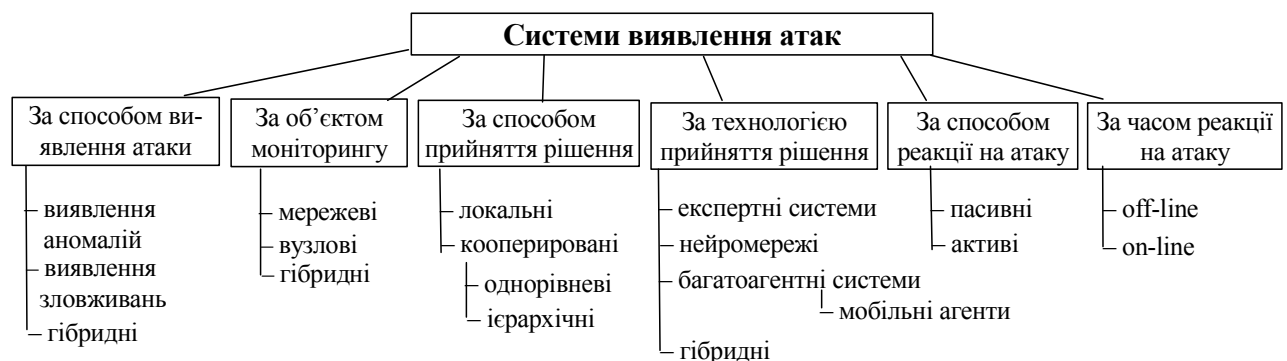 Системи виявлення атак
За способом ви-
явлення атаки
виявлення
аномалій
виявлення
зловживань
гібридні
За об’єктом
моніторингу
мережеві
вузлові
гібридні
За способом
прийняття рішення
локальні
кооперировані
однорівневі
ієрархічні
За технологією
прийняття рішення
експертні системи
нейромережі
багатоагентні системи
мобільні агенти
гібридні
За способом
реакції на атаку
пасивні
активі
За часом реакції
на атаку
off-line
on-line